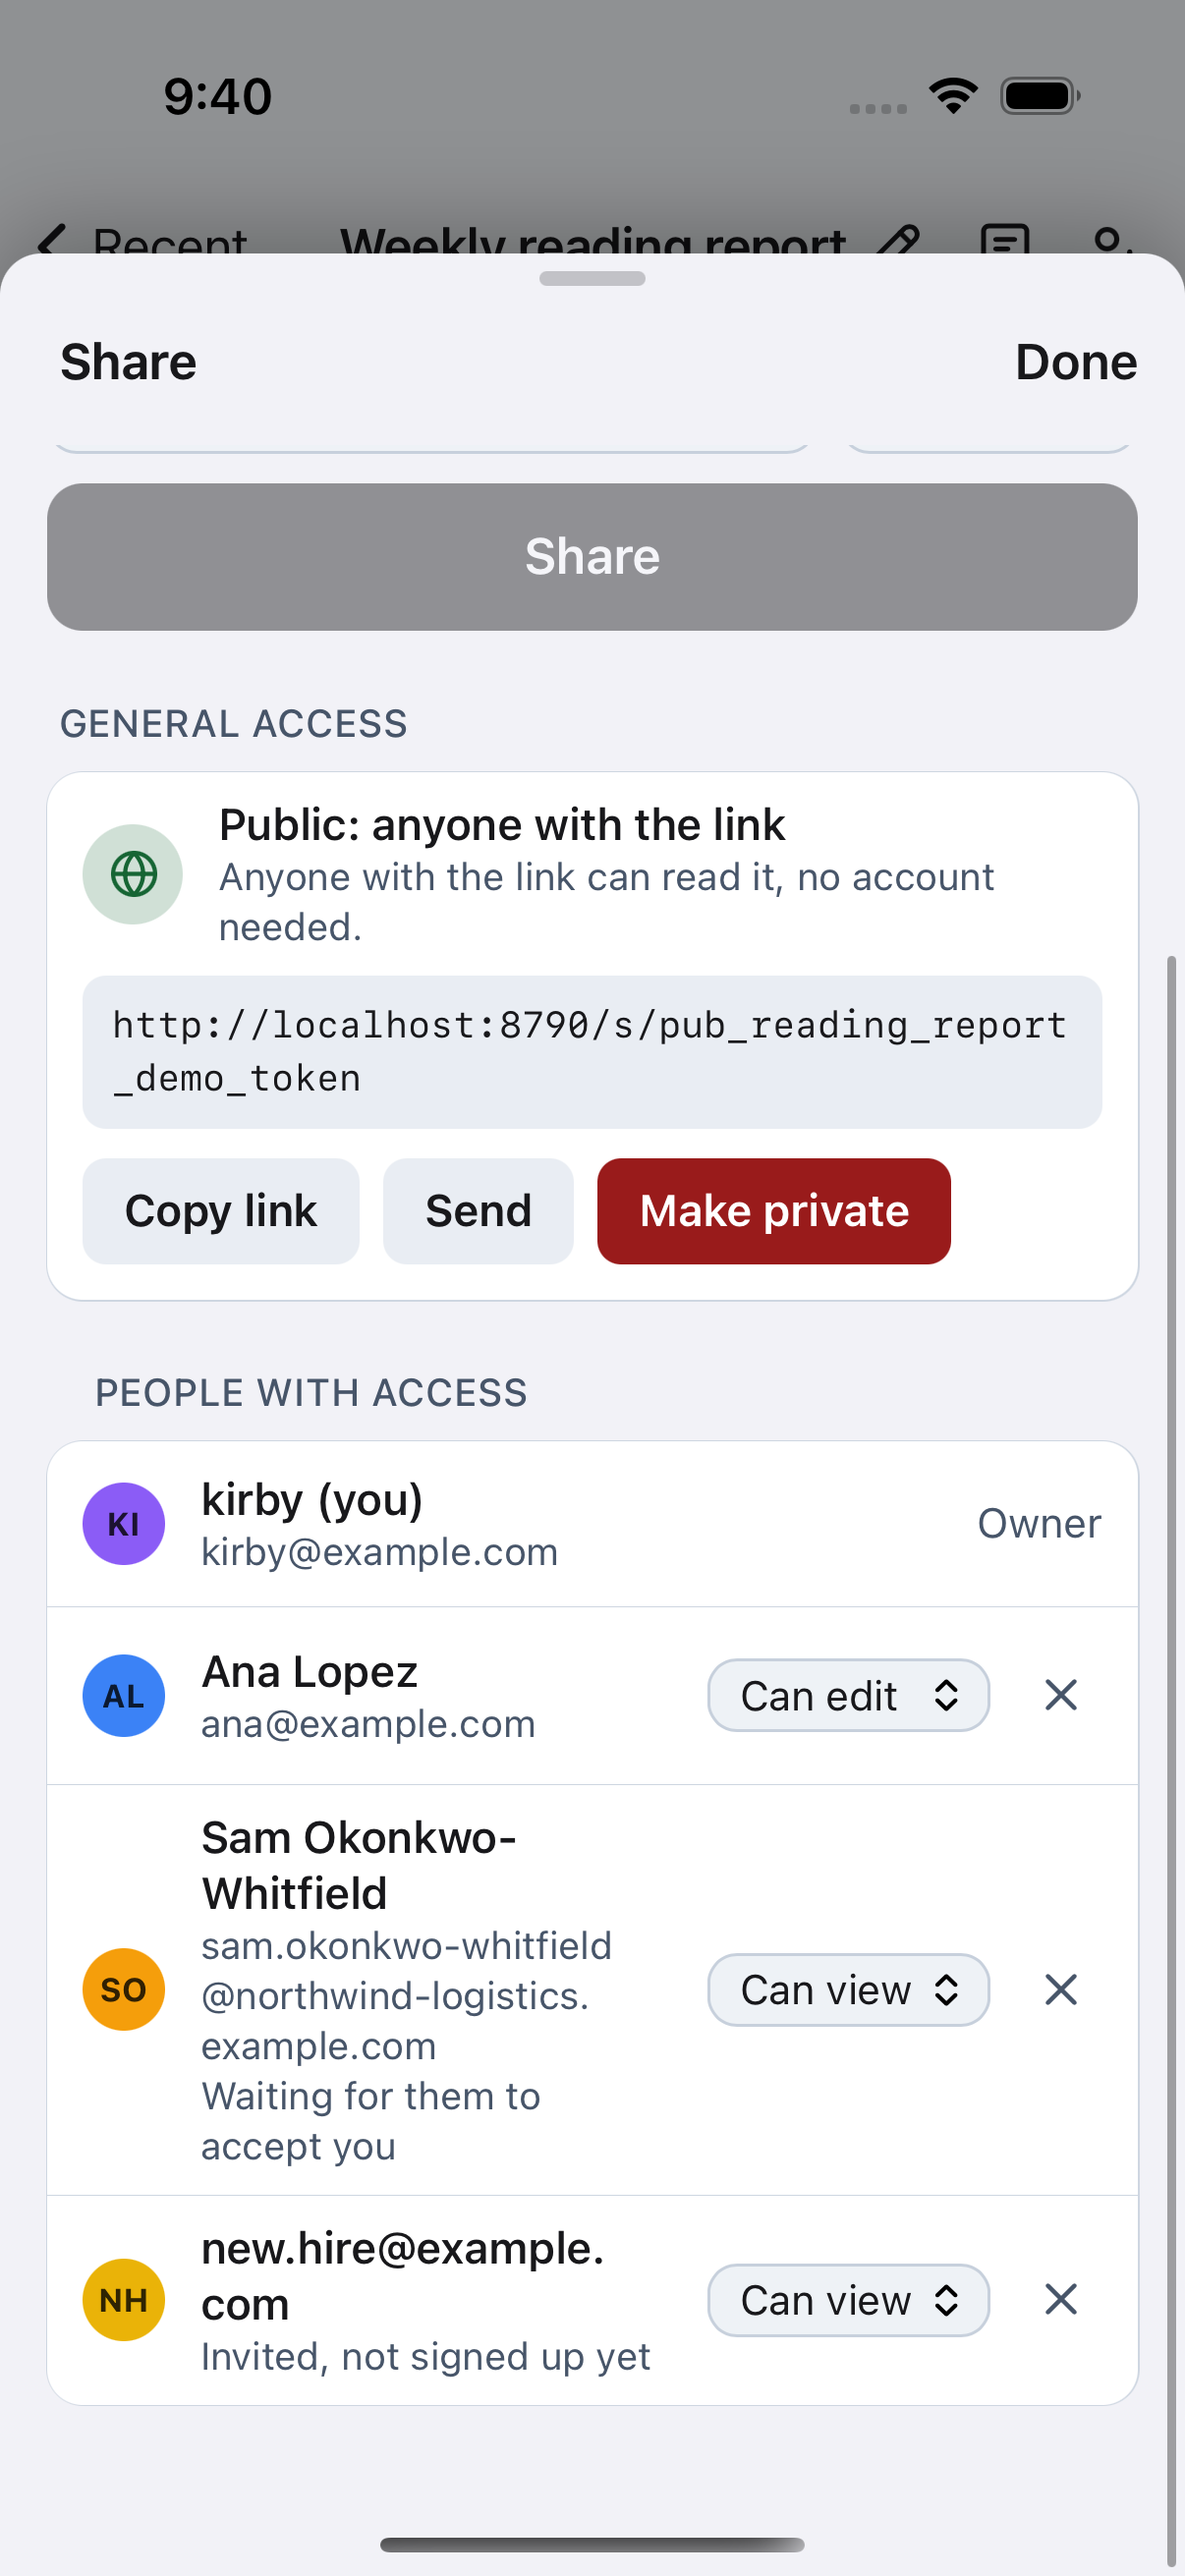 9:40
Recent
Weekly reading report
Share
Done
Share
GENERAL ACCESS
Public: anyone with the link
Anyone with the link can read it, no account
needed.
http://localhost:8790/s/pub_reading_report
_demo_token
Copy link
Send
Make private
PEOPLE WITH ACCESS
KI
kirby (you)
kirby@example.com
Owner
AL
Ana Lopez
ana@example.com
Can edit
SO
Sam Okonkwo-
Whitfield
sam.okonkwo-whitfield
@northwind-logistics.
example.com
Waiting for them to
accept you
Can view
NH
new.hire@example.
com
Invited, not signed up yet
Can view